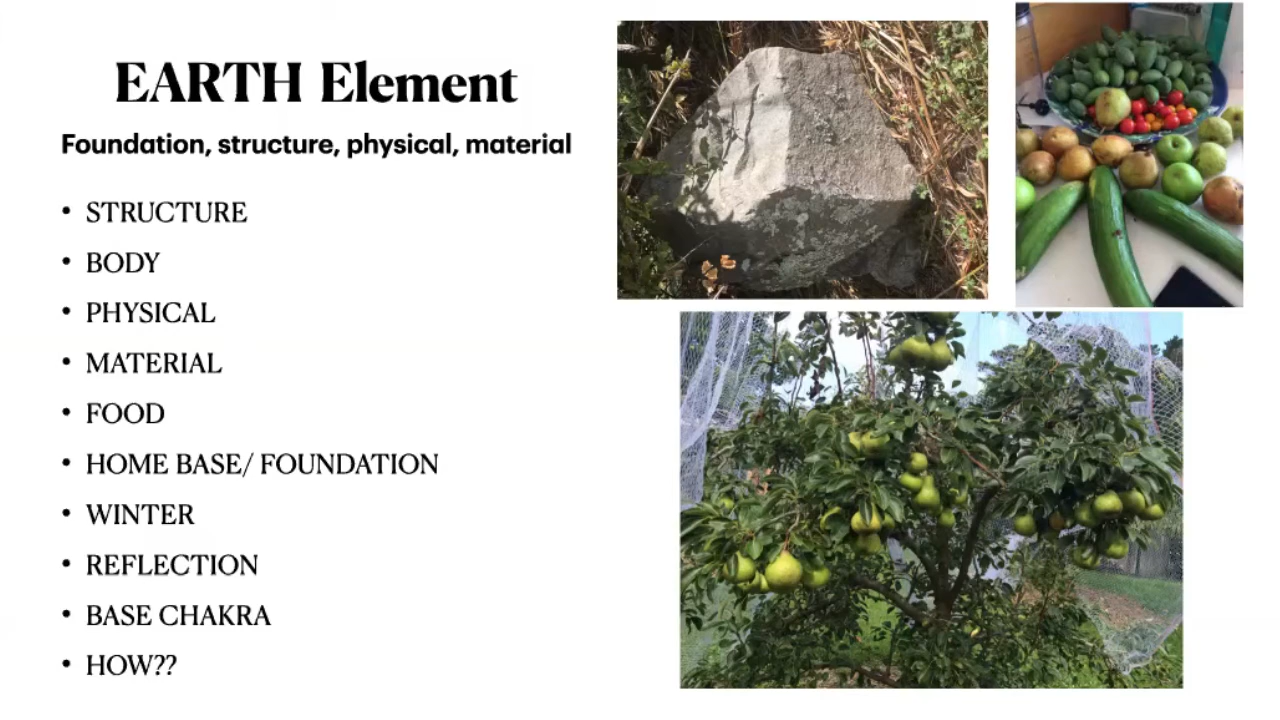 EARTH Element
Foundation, structure, physical, material
• STRUCTURE
• BODY
• PHYSICAL
• MATERIAL
• FOOD
• HOME BASE/ FOUNDATION
• WINTER
• REFLECTION
• BASE CHAKRA
• HOW??